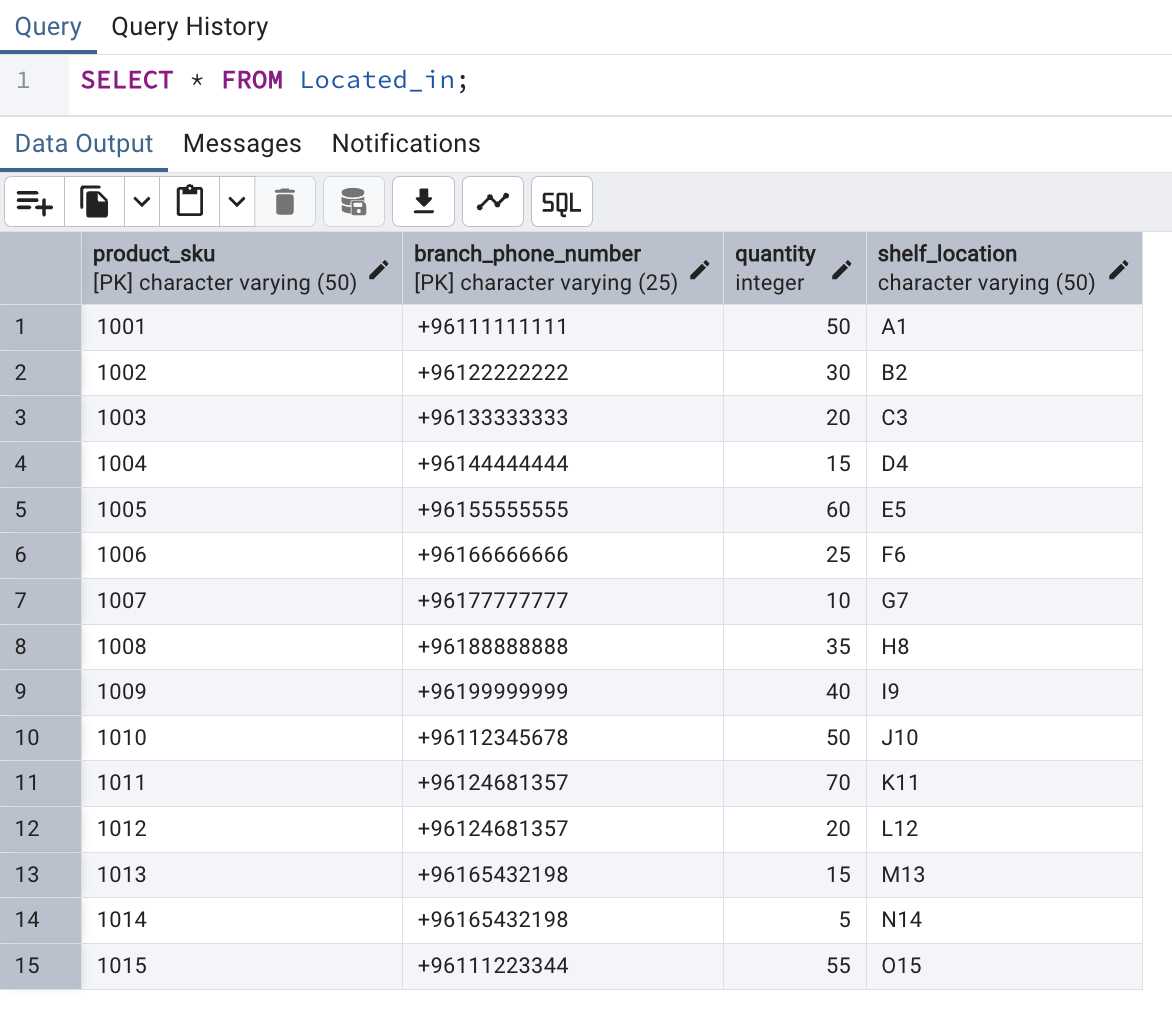 Query Query History
1 SELECT * FROM Located_in;
Data Output Messages Notifications
SQL
product_sku branch_phone_number quantity shelf_location
[PK] character varying (50) [PK] character varying (25) integer character varying (50)
1 1001 +96111111111 50 A1
2 1002 +96122222222 30 B2
3 1003 +96133333333 20 C3
4 1004 +96144444444 15 D4
5 1005 +96155555555 60 E5
6 1006 +96166666666 25 F6
7 1007 +96177777777 10 G7
8 1008 +96188888888 35 H8
9 1009 +96199999999 40 I9
10 1010 +96112345678 50 J10
11 1011 +96124681357 70 K11
12 1012 +96124681357 20 L12
13 1013 +96165432198 15 M13
14 1014 +96165432198 5 N14
15 1015 +96111223344 55 O15